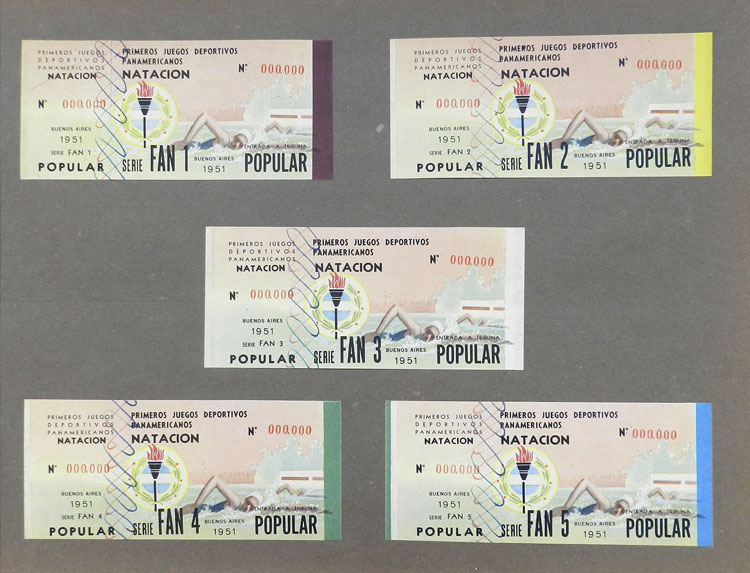 PRIMEROS JUEGOS
DEPORTIVOS
PANAMERICANOS
NATACION
Nº 000.000
BUENOS AIRES
1951
SERIE FAN 1
POPULAR
PRIMEROS JUEGOS DEPORTIVOS
PANAMERICANOS
NATACION
Nº 000.000
ENTRADA A TRIBUNA
SERIE FAN 1 BUENOS AIRES 1951 POPULAR
PRIMEROS JUEGOS
DEPORTIVOS
PANAMERICANOS
NATACION
Nº 000.000
BUENOS AIRES
1951
SERIE FAN 2
POPULAR
PRIMEROS JUEGOS DEPORTIVOS
PANAMERICANOS
NATACION
Nº 000.000
ENTRADA A TRIBUNA
SERIE FAN 2 BUENOS AIRES 1951 POPULAR
PRIMEROS JUEGOS
DEPORTIVOS
PANAMERICANOS
NATACION
Nº 000.000
BUENOS AIRES
1951
SERIE FAN 3
POPULAR
PRIMEROS JUEGOS DEPORTIVOS
PANAMERICANOS
NATACION
Nº 000.000
ENTRADA A TRIBUNA
SERIE FAN 3 BUENOS AIRES 1951 POPULAR
PRIMEROS JUEGOS
DEPORTIVOS
PANAMERICANOS
NATACION
Nº 000.000
BUENOS AIRES
1951
SERIE FAN 4
POPULAR
PRIMEROS JUEGOS DEPORTIVOS
PANAMERICANOS
NATACION
Nº 000.000
ENTRADA A TRIBUNA
SERIE FAN 4 BUENOS AIRES 1951 POPULAR
PRIMEROS JUEGOS
DEPORTIVOS
PANAMERICANOS
NATACION
Nº 000.000
BUENOS AIRES
1951
SERIE FAN 5
POPULAR
PRIMEROS JUEGOS DEPORTIVOS
PANAMERICANOS
NATACION
Nº 000.000
ENTRADA A TRIBUNA
SERIE FAN 5 BUENOS AIRES 1951 POPULAR